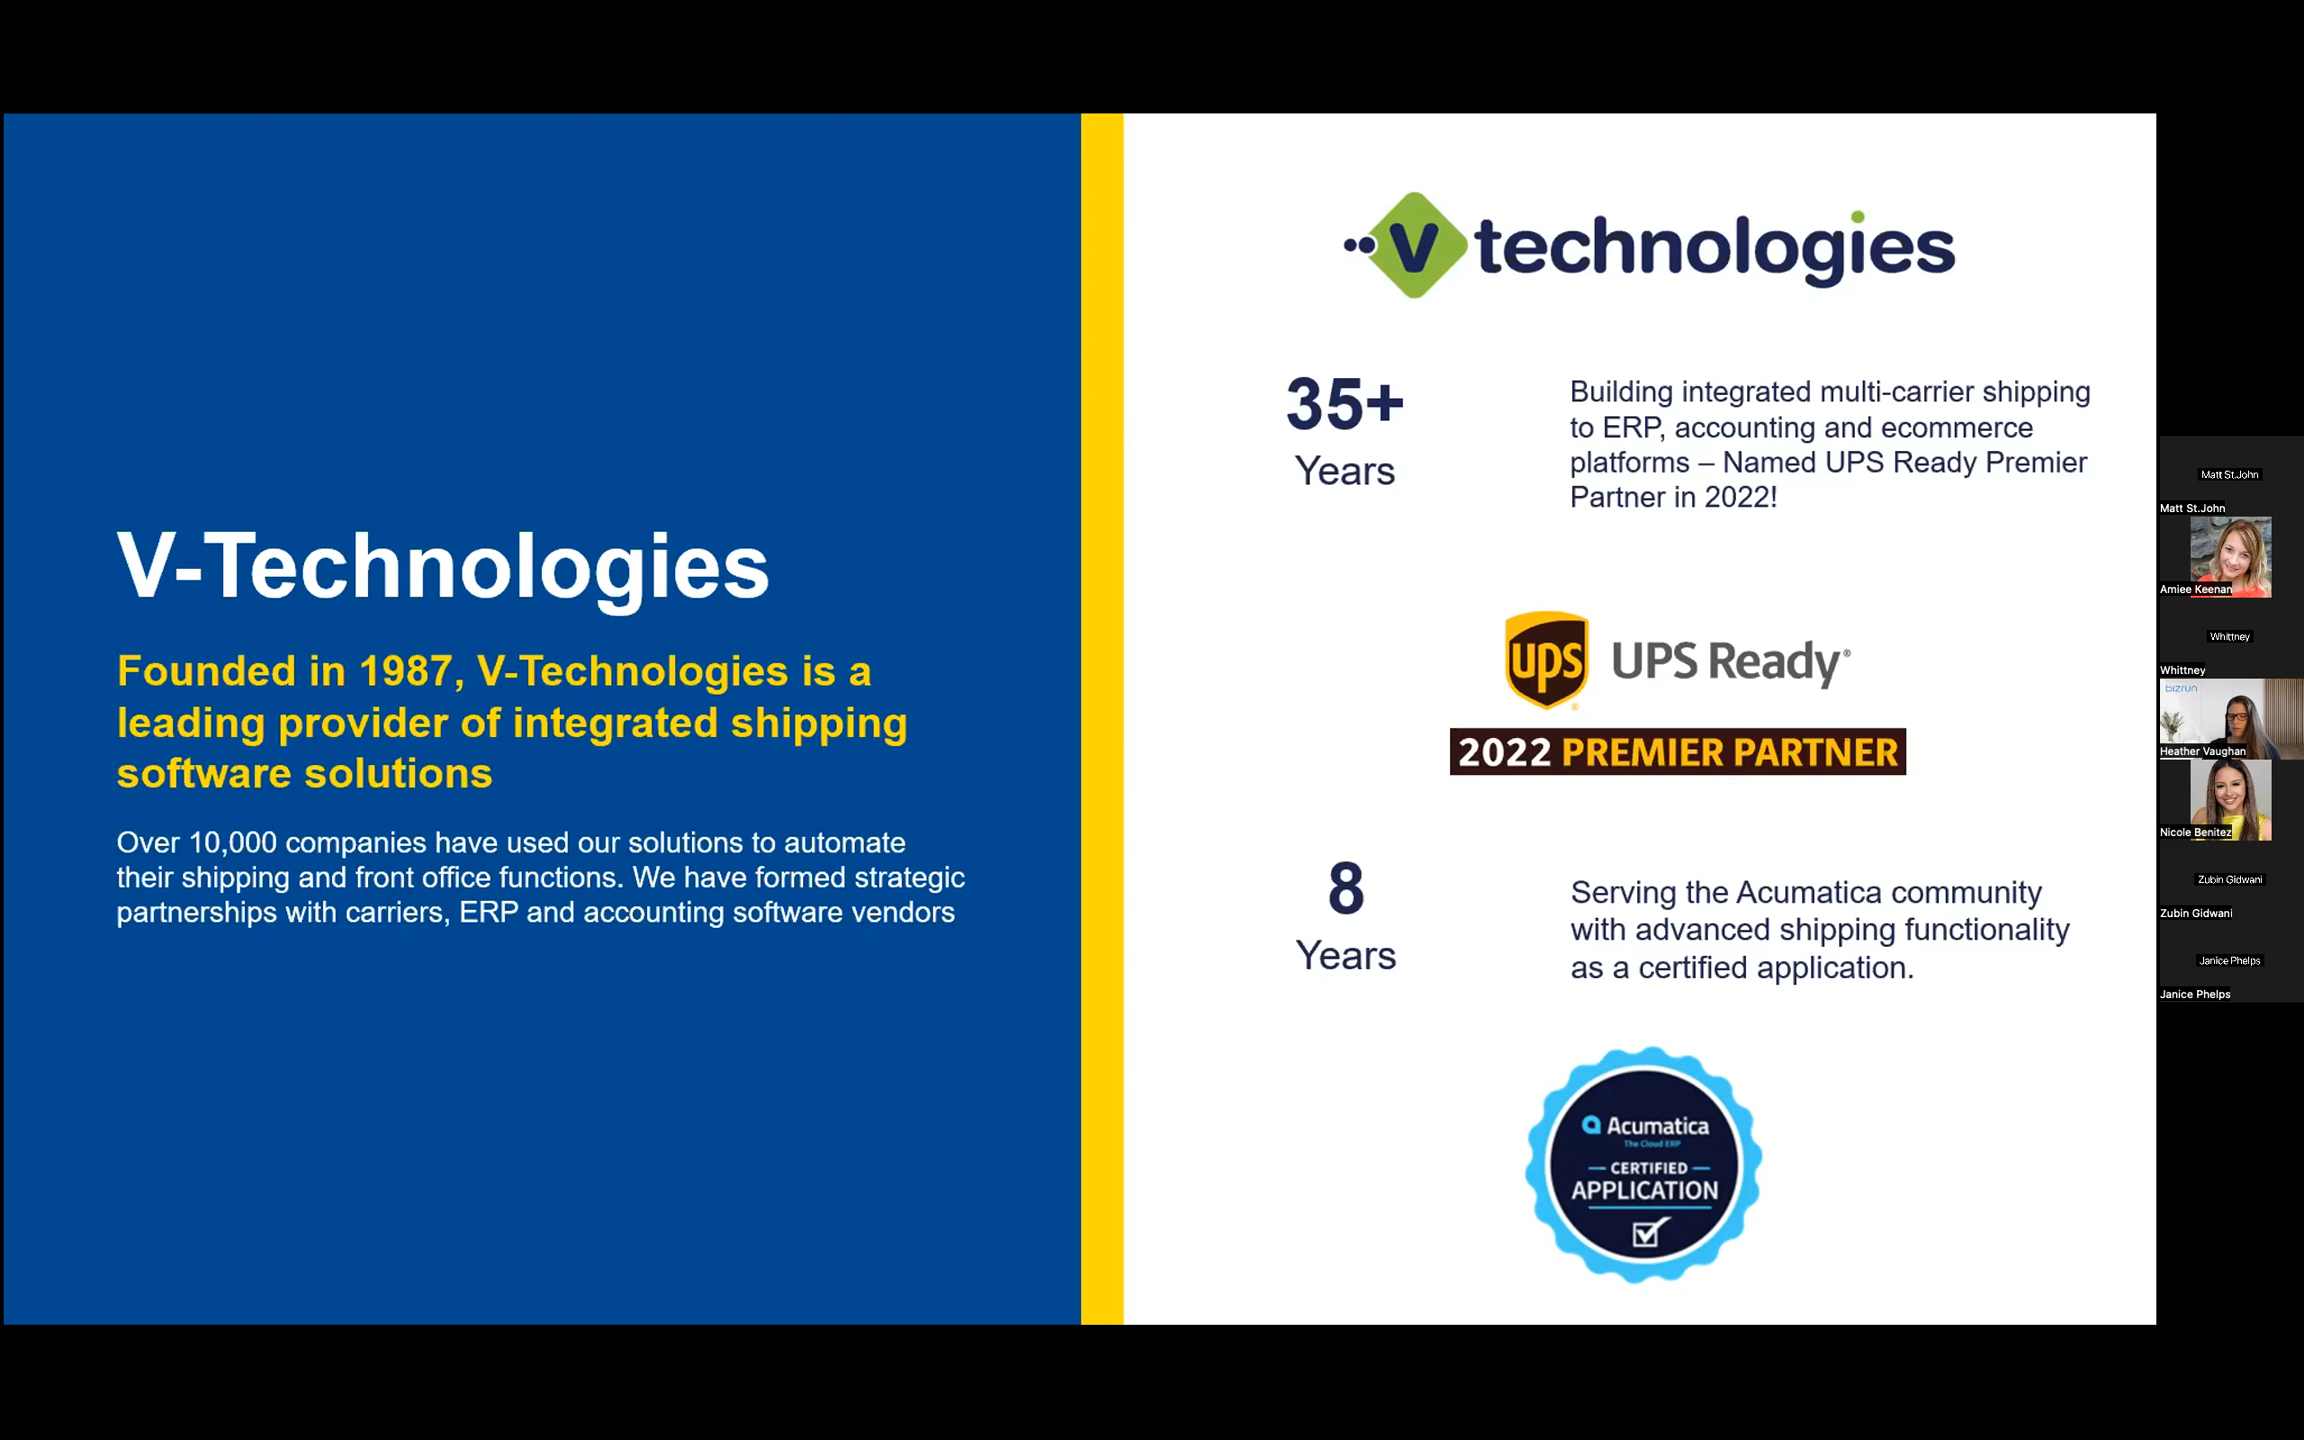 V-Technologies
Founded in 1987, V-Technologies is a
leading provider of integrated shipping
software solutions
Over 10,000 companies have used our solutions to automate
their shipping and front office functions. We have formed strategic
partnerships with carriers, ERP and accounting software vendors
V technologies
35+
Years
Building integrated multi-carrier shipping
to ERP, accounting and ecommerce
platforms – Named UPS Ready Premier
Partner in 2022!
ups UPS Ready®
2022 PREMIER PARTNER
8
Years
Serving the Acumatica community
with advanced shipping functionality
as a certified application.
Acumatica
The Cloud ERP
CERTIFIED
APPLICATION
Matt St.John
Matt St.John
Amiee Keenan
Whittney
Whittney
bizrun
Heather Vaughan
Nicole Benitez
Zubin Gidwani
Zubin Gidwani
Janice Phelps
Janice Phelps